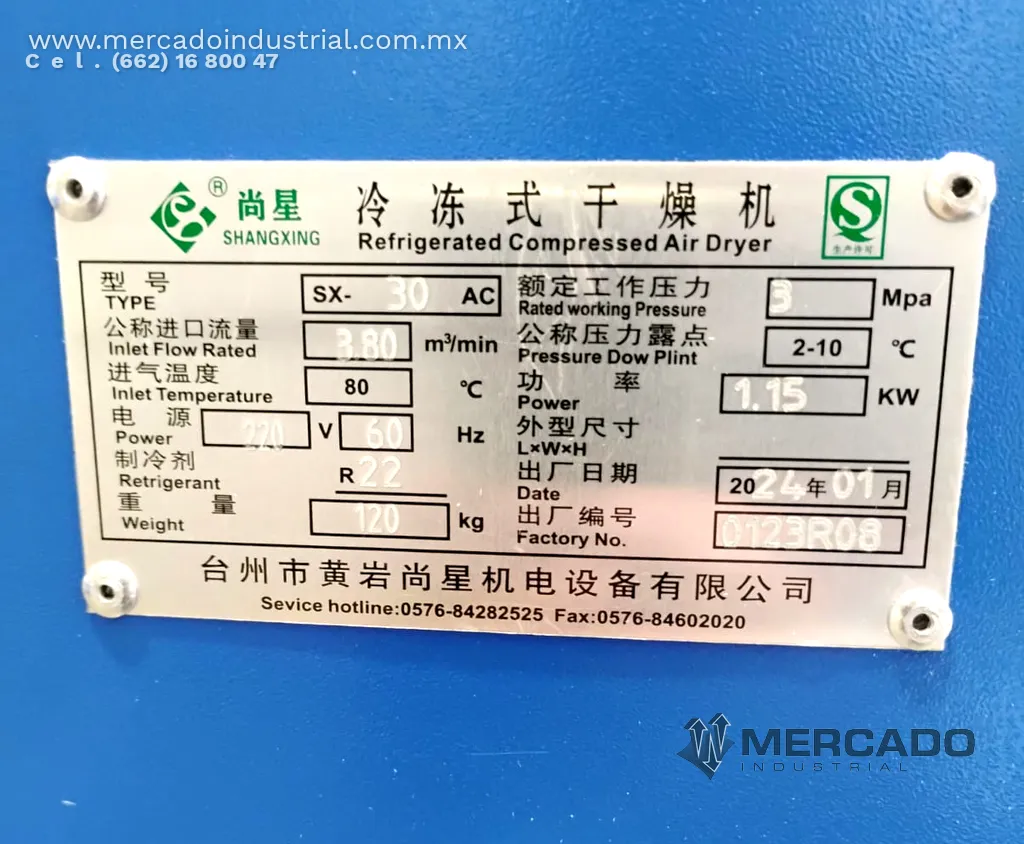 www.mercadoindustrial.com.mx
Cel. (662) 16 800 47
尚星 冷冻式干燥机
SHANGXING Refrigerated Compressed Air Dryer
生产许可
型号 SX-30 AC 额定工作压力 3 Mpa
TYPE Rated working Pressure
公称进口流量 3.80 m³/min 公称压力露点 2-10 ℃
Inlet Flow Rated Pressure Dow Plint
进气温度 80 ℃ 功率 1.15 KW
Inlet Temperature Power
电源 220 V 60 Hz 外型尺寸
Power L×W×H
制冷剂 R22 出厂日期 2024年01月
Refrigerant Date
重量 120 kg 出厂编号 0123R08
Weight Factory No.
台州市黄岩尚星机电设备有限公司
Sevice hotline:0576-84282525 Fax:0576-84602020
MERCADO
INDUSTRIAL